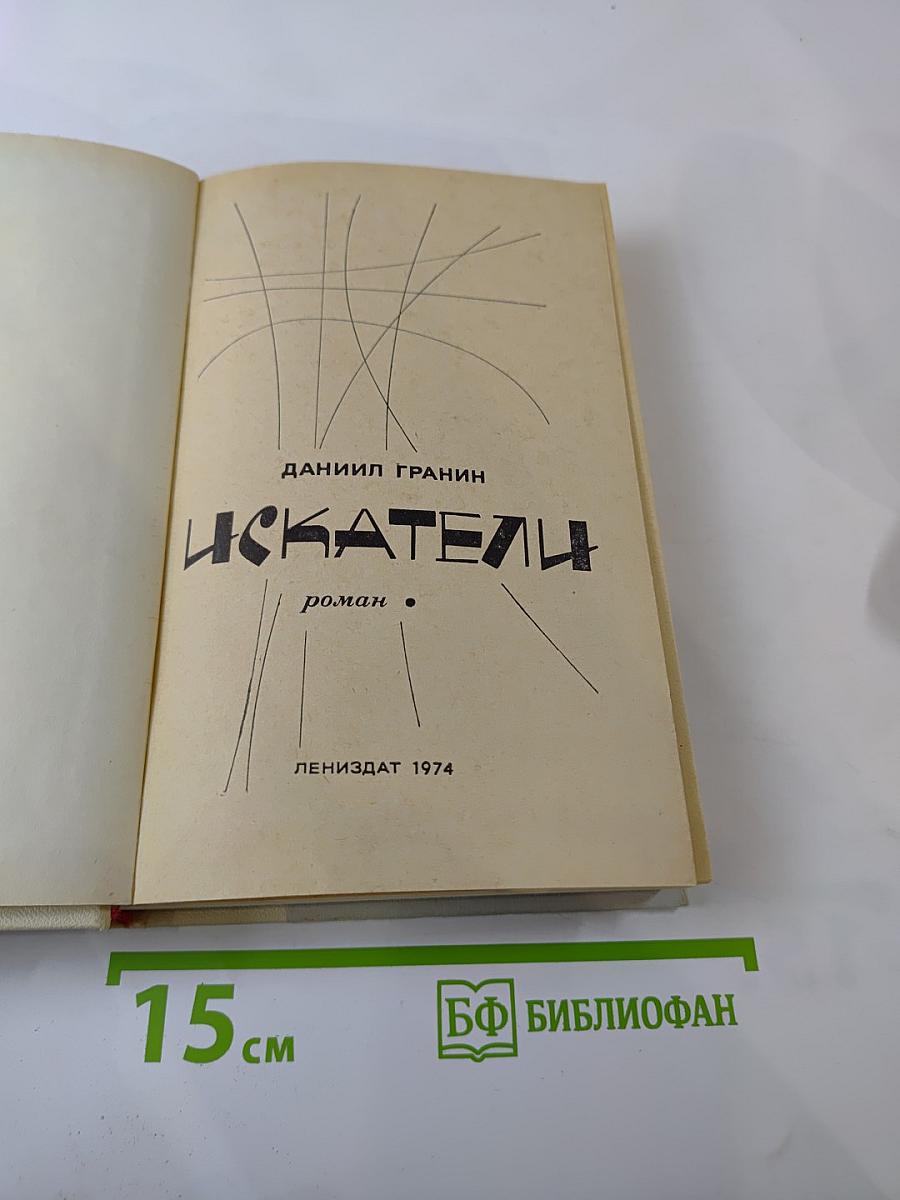 ДАНИИЛ ГРАНИН
ИСКАТЕЛИ
роман •
ЛЕНИЗДАТ 1974
15 см
БФ БИБЛИОФАН